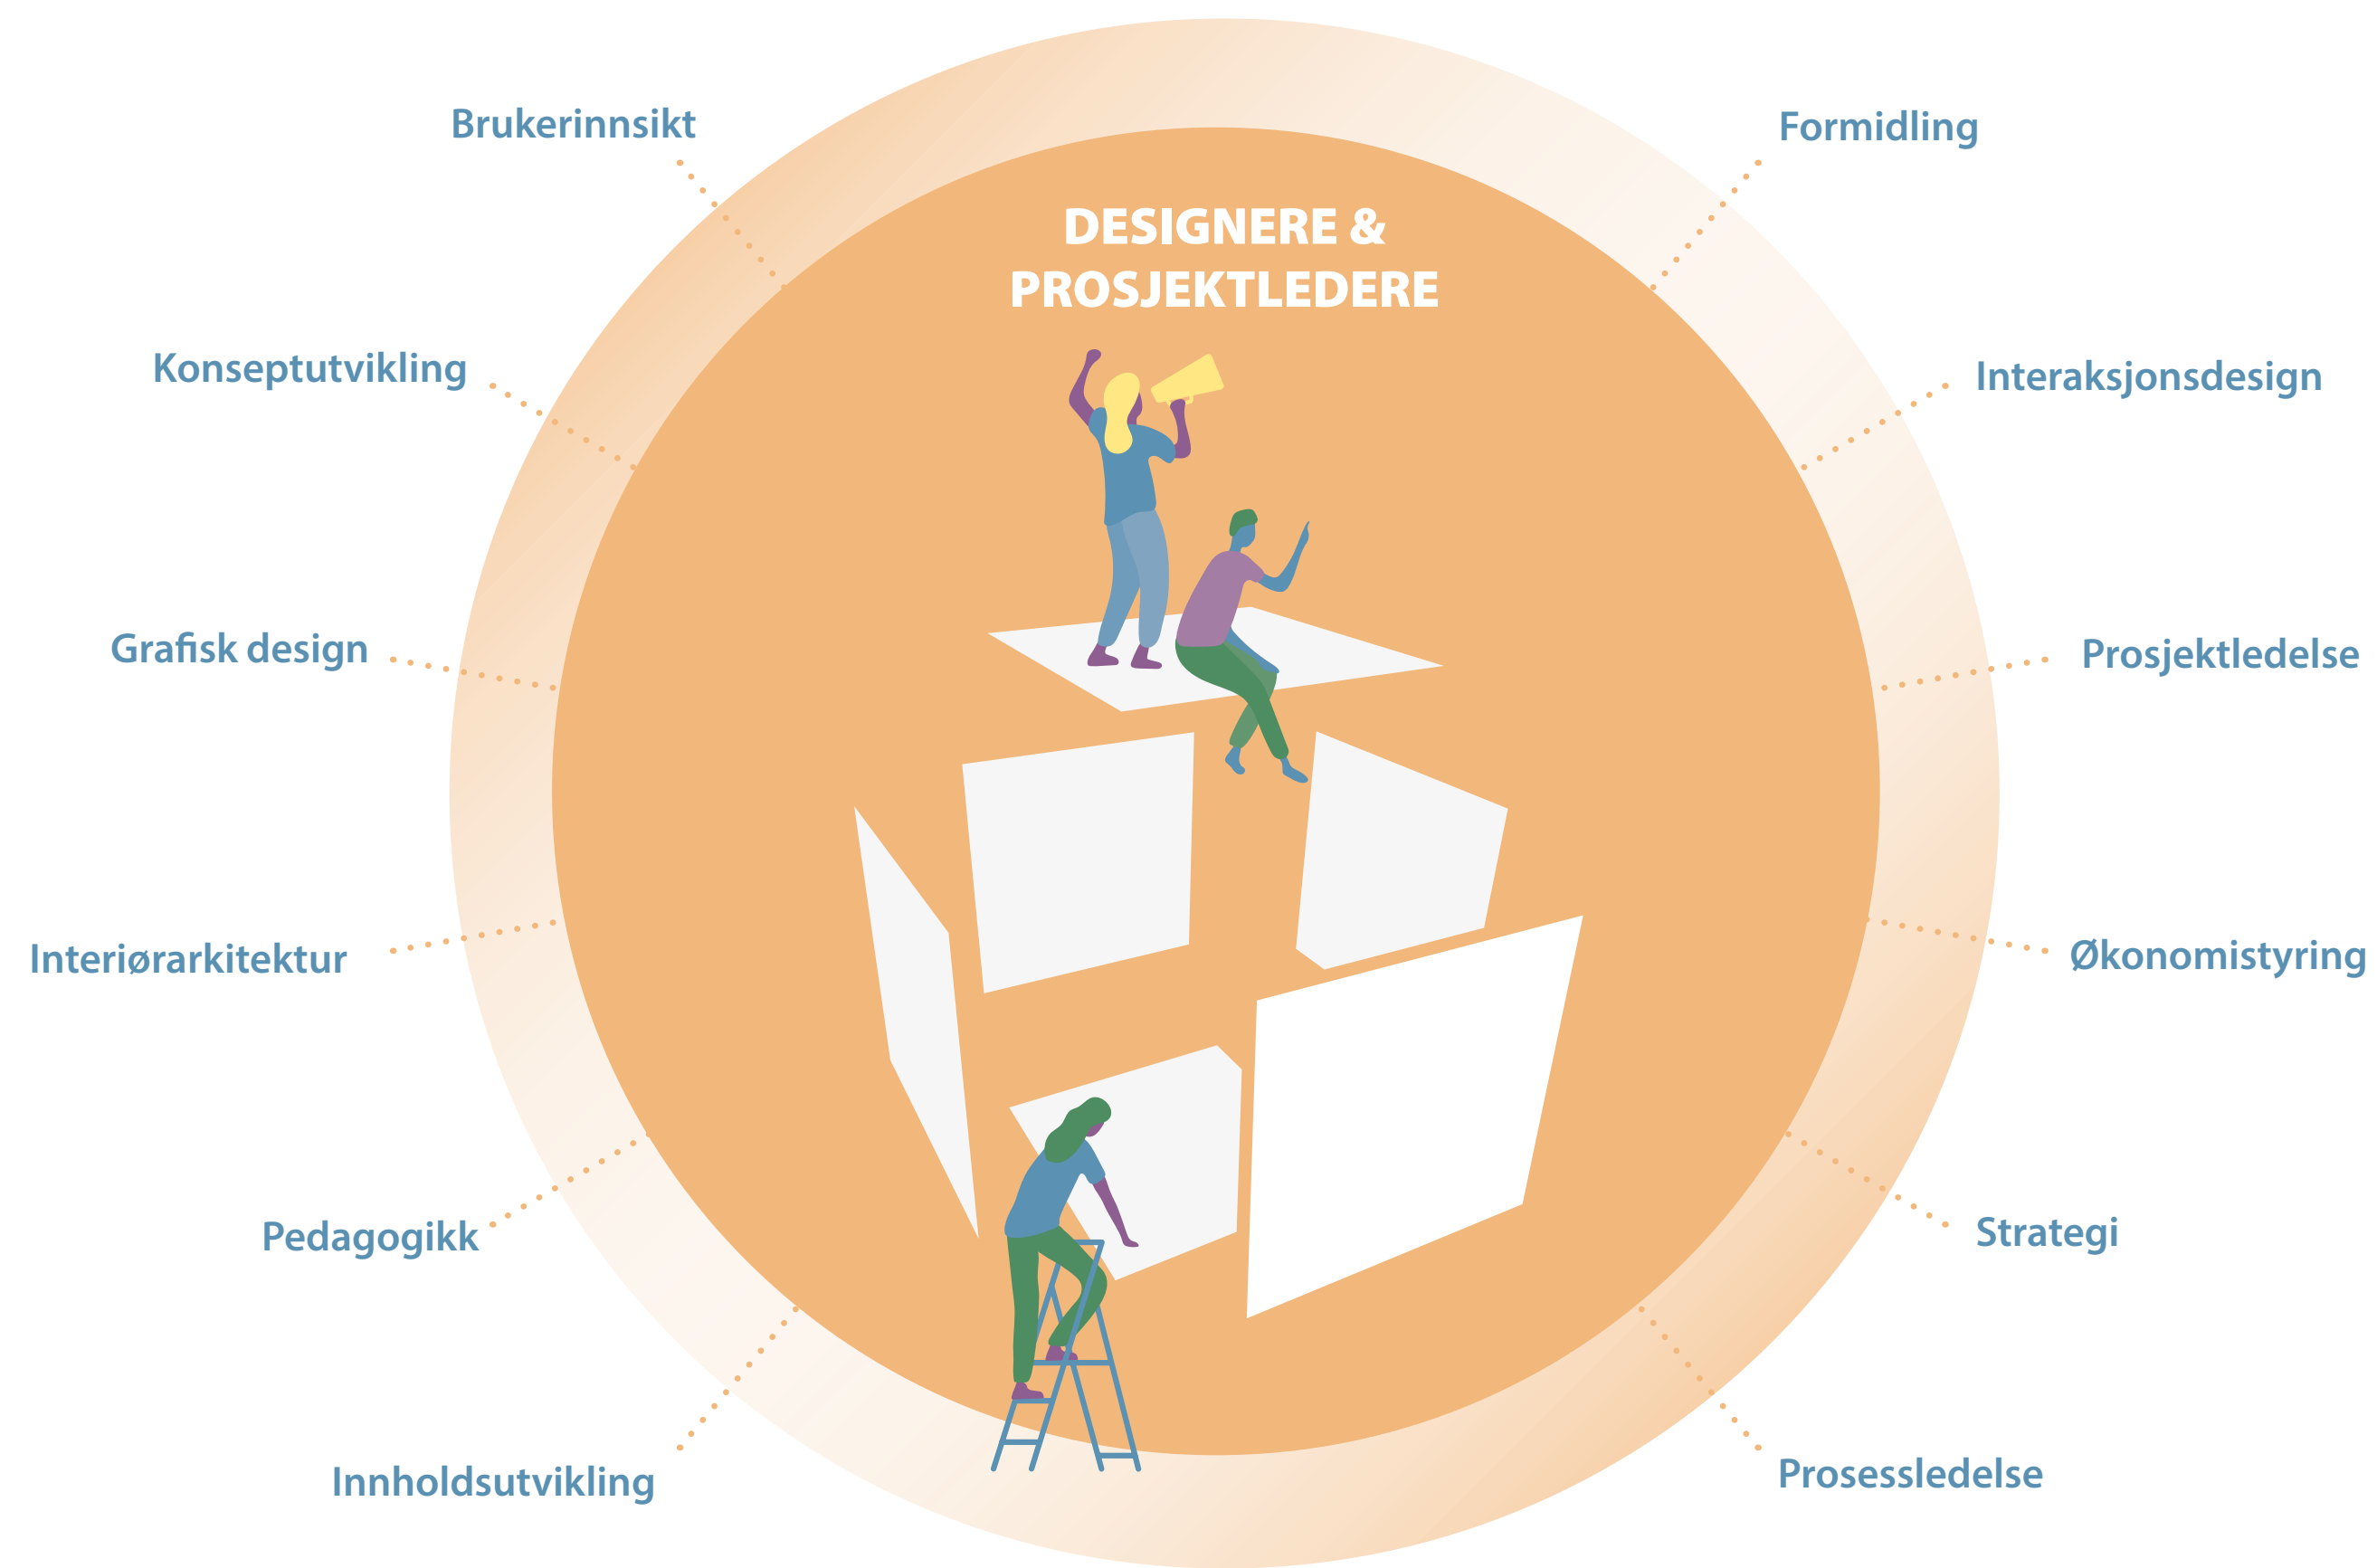 DESIGNERE &
PROSJEKTLEDERE
Brukerinnsikt
Konseptutvikling
Grafisk design
Interiørarkitektur
Pedagogikk
Innholdsutvikling
Formidling
Interaksjonsdesign
Prosjektledelse
Økonomistyring
Strategi
Prosessledelse